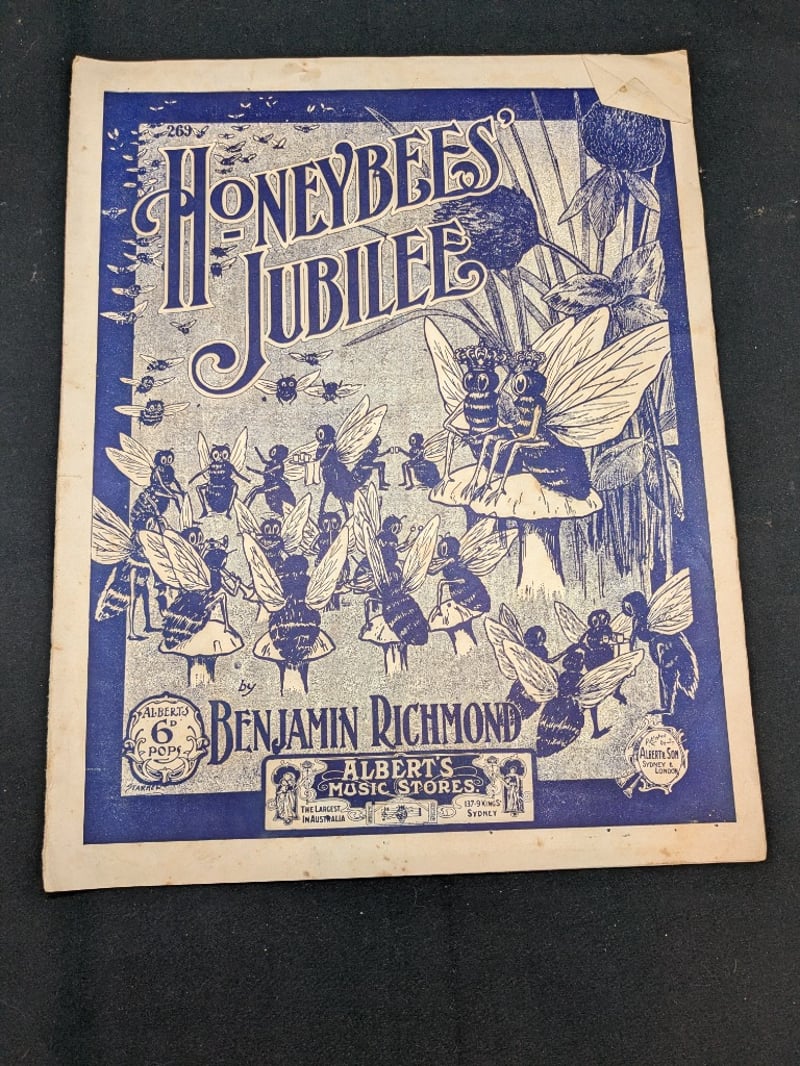 269
HONEYBEES'
JUBILEE
by
BENJAMIN RICHMOND
ALBERT'S
6D
POPS
ALBERT & SON
SYDNEY &
LONDON
ALBERT'S
MUSIC STORES.
THE LARGEST
IN AUSTRALIA
137-9 KING ST
SYDNEY